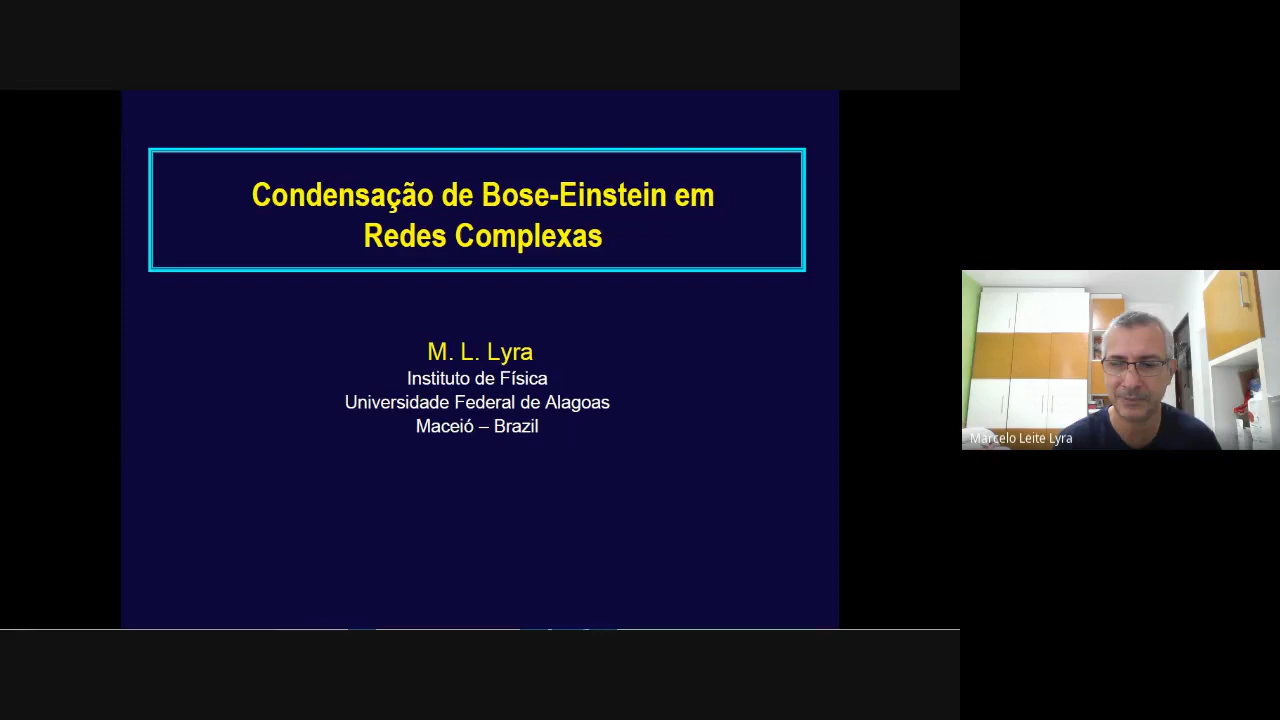 Condensação de Bose-Einstein em
Redes Complexas
M. L. Lyra
Instituto de Física
Universidade Federal de Alagoas
Maceió – Brazil
Marcelo Leite Lyra